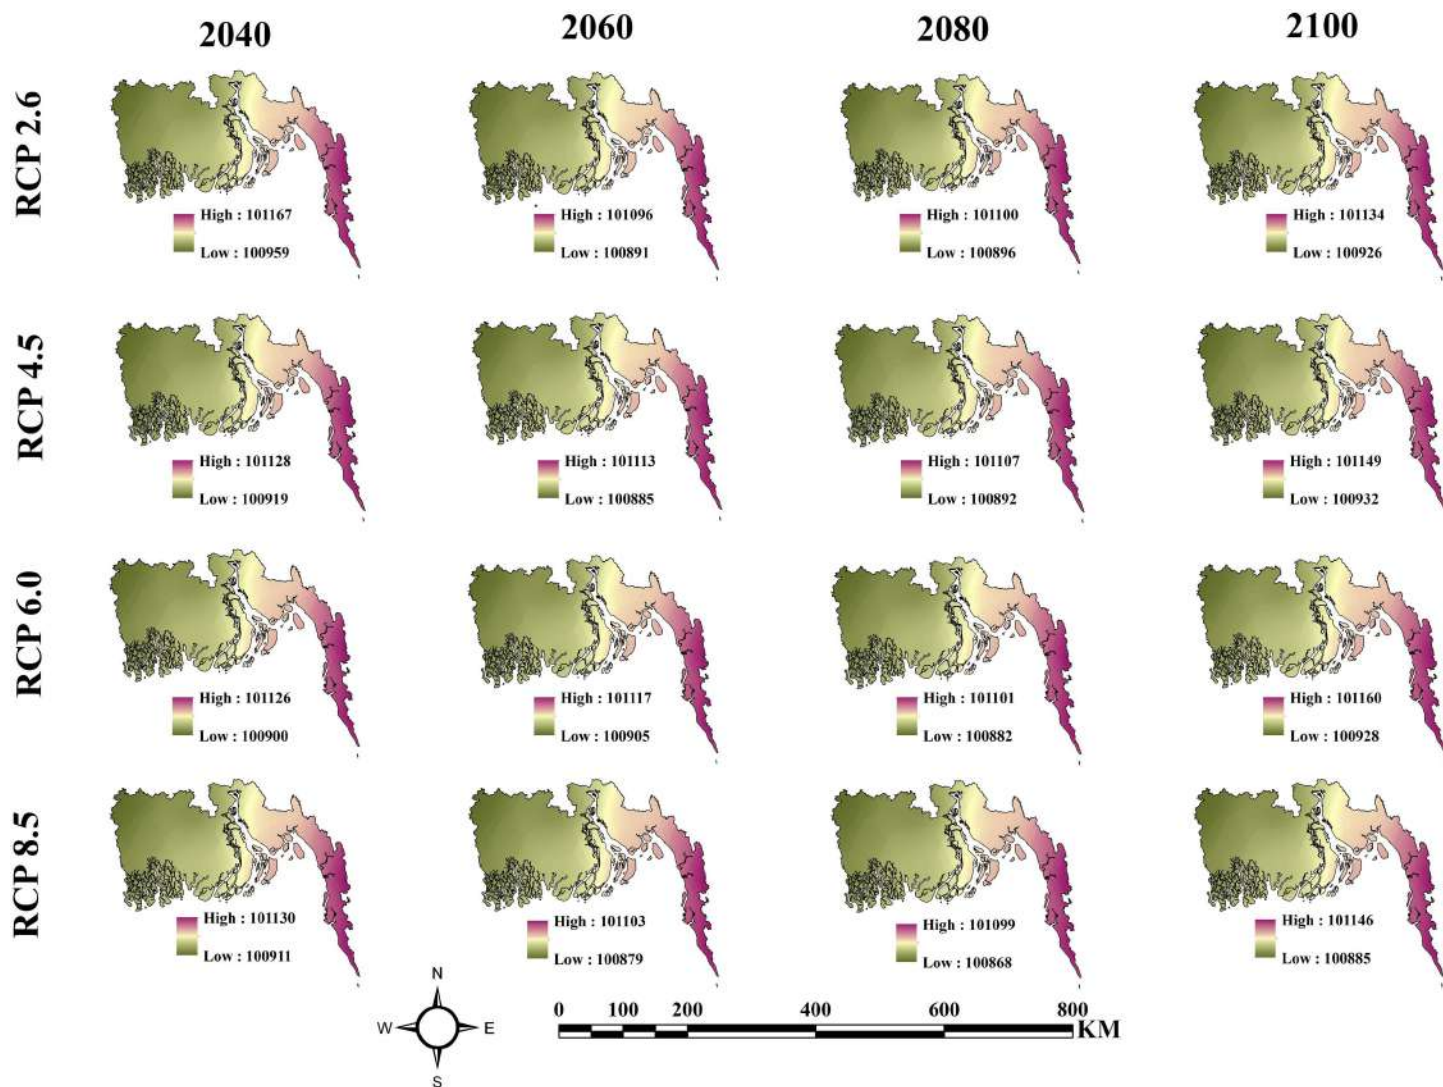 2040 2060 2080 2100
RCP 2.6
High : 101167 High : 101096 High : 101100 High : 101134
Low : 100959 Low : 100891 Low : 100896 Low : 100926
RCP 4.5
High : 101128 High : 101113 High : 101107 High : 101149
Low : 100919 Low : 100885 Low : 100892 Low : 100932
RCP 6.0
High : 101126 High : 101117 High : 101101 High : 101160
Low : 100900 Low : 100905 Low : 100882 Low : 100928
RCP 8.5
High : 101130 High : 101103 High : 101099 High : 101146
Low : 100911 Low : 100879 Low : 100868 Low : 100885
N
W E
S
0 100 200 400 600 800
KM